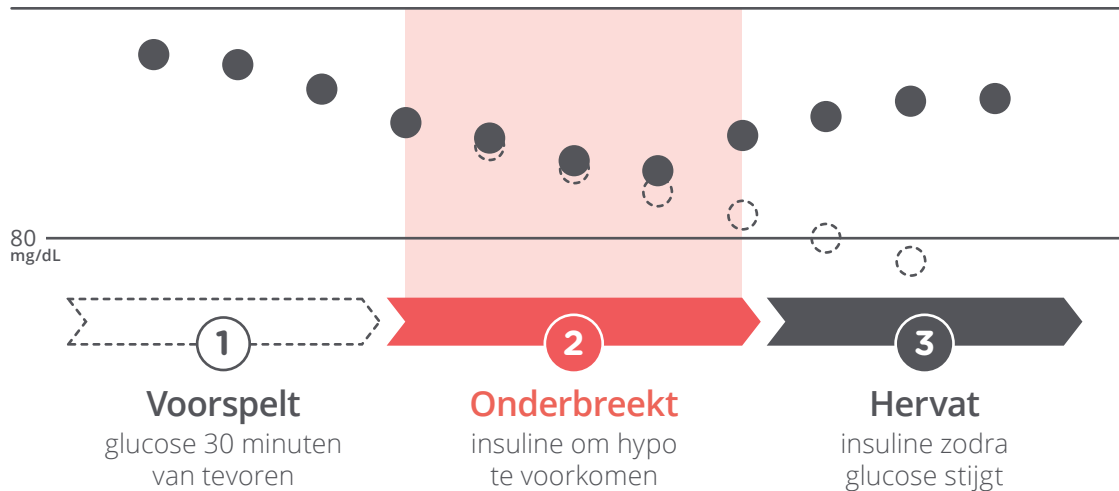 80
mg/dL
1
2
3
Voorspelt
glucose 30 minuten
van tevoren
Onderbreekt
insuline om hypo
te voorkomen
Hervat
insuline zodra
glucose stijgt